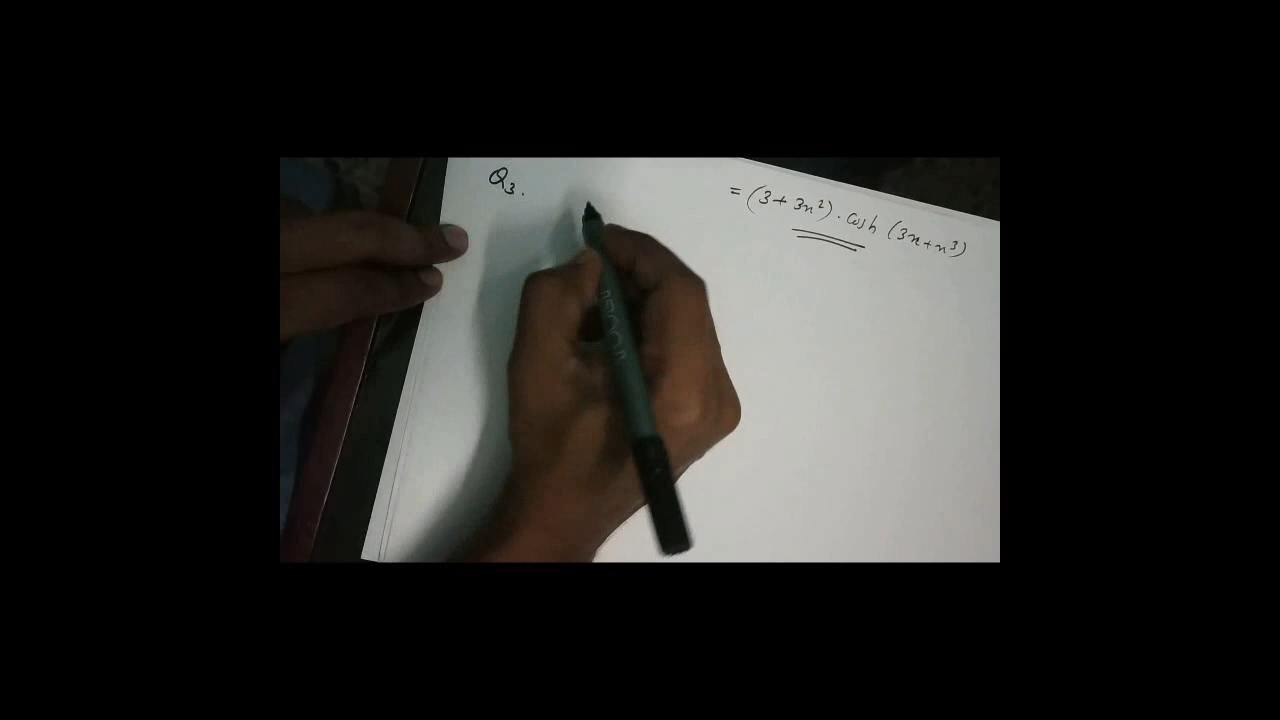 Q3.
= (3 + 3x²) . cosh (3x + x³)